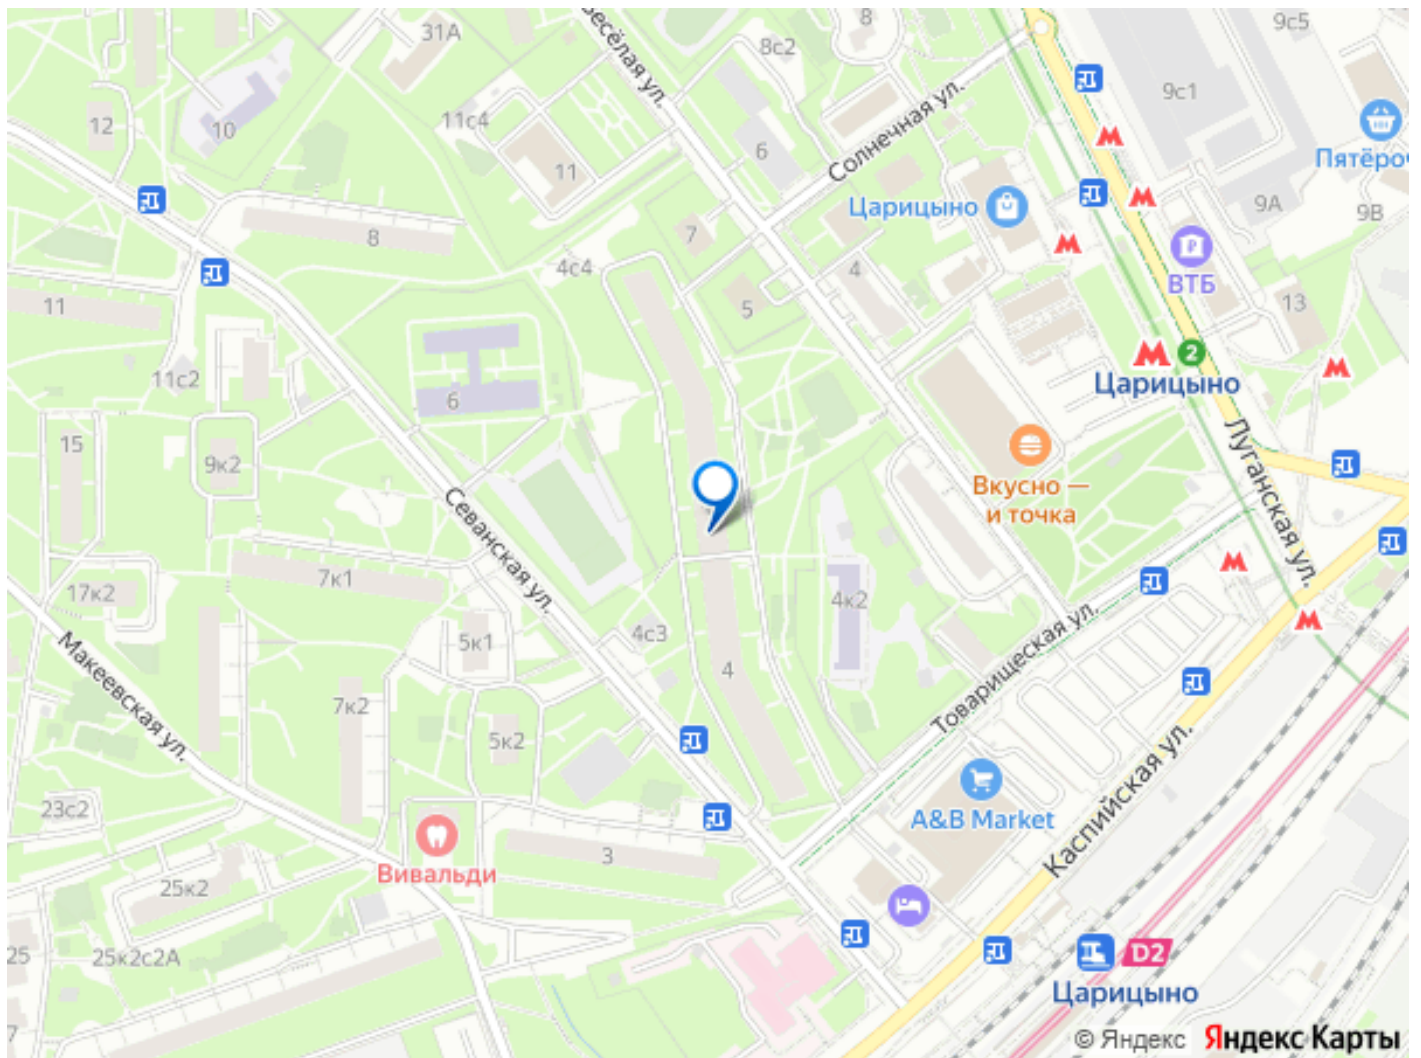 31А
Весёлая ул.
8
8с2
9с5
9с1
12
10
11с4
11
6
Солнечная ул.
Пятёроч
Царицыно
9А
9В
8
7
4с4
4
ВТБ
11
5
13
11с2
2
Царицыно
6
15
9к2
Луганская ул.
Вкусно —
и точка
Севанская ул.
7к1
17к2
4к2
5к1
4с3
Макеевская ул.
4
Товарищеская ул.
7к2
5к2
23с2
A&B Market
Каспийская ул.
3
Вивальди
25к2
25
25к2с2А
D2
Царицыно
7
© Яндекс Яндекс Карты